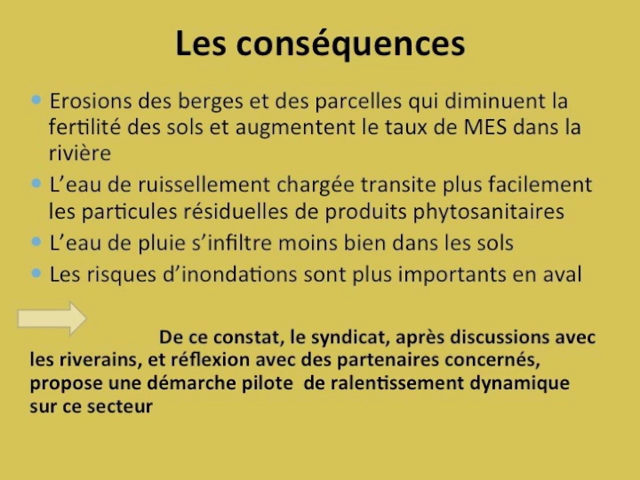 Les conséquences
• Erosions des berges et des parcelles qui diminuent la
fertilité des sols et augmentent le taux de MES dans la
rivière
• L’eau de ruissellement chargée transite plus facilement
les particules résiduelles de produits phytosanitaires
• L’eau de pluie s’infiltre moins bien dans les sols
• Les risques d’inondations sont plus importants en aval
De ce constat, le syndicat, après discussions avec
les riverains, et réflexion avec des partenaires concernés,
propose une démarche pilote  de ralentissement dynamique
sur ce secteur